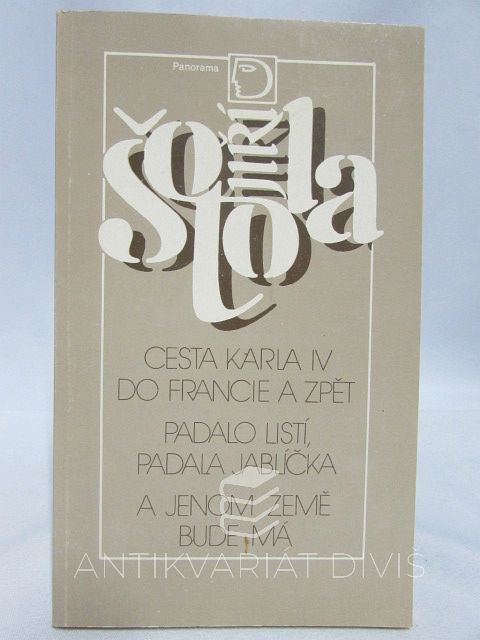 Panorama
JIŘÍ
Šotola
CESTA KARLA IV
DO FRANCIE A ZPĚT
PADALO LISTÍ,
PADALA JABLÍČKA
A JENOM ZEMĚ
BUDE MÁ
ANTIKVARIÁT DIVIŠ